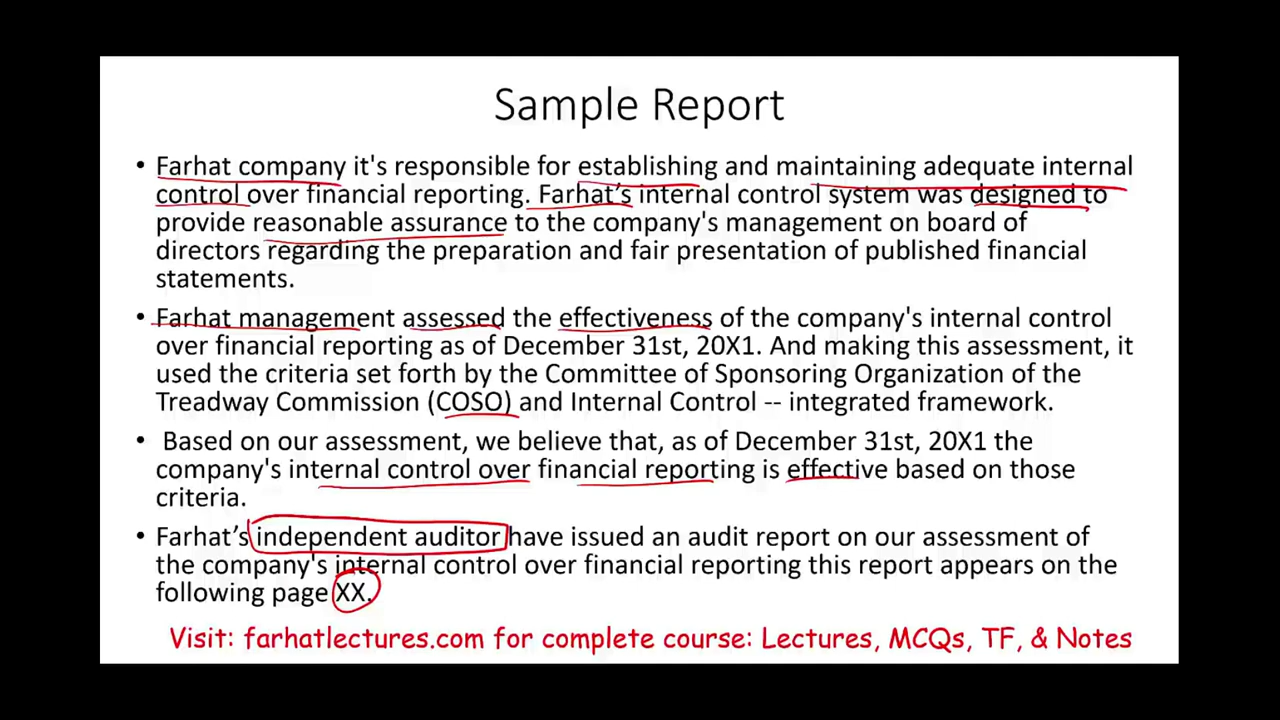 Sample Report
• Farhat company it's responsible for establishing and maintaining adequate internal
control over financial reporting. Farhat’s internal control system was designed to
provide reasonable assurance to the company's management on board of
directors regarding the preparation and fair presentation of published financial
statements.
• Farhat management assessed the effectiveness of the company's internal control
over financial reporting as of December 31st, 20X1. And making this assessment, it
used the criteria set forth by the Committee of Sponsoring Organization of the
Treadway Commission (COSO) and Internal Control -- integrated framework.
• Based on our assessment, we believe that, as of December 31st, 20X1 the
company's internal control over financial reporting is effective based on those
criteria.
• Farhat’s independent auditor have issued an audit report on our assessment of
the company's internal control over financial reporting this report appears on the
following page XX.
Visit: farhatlectures.com for complete course: Lectures, MCQs, TF, & Notes